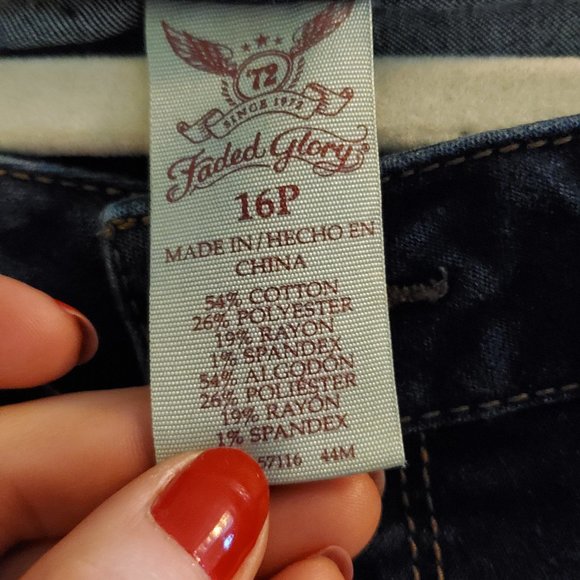 72
SINCE 1972
Faded Glory
16P
MADE IN/HECHO EN
CHINA
54% COTTON
26% POLYESTER
19% RAYON
1% SPANDEX
54% ALGODÓN
26% POLIÉSTER
19% RAYÓN
1% SPANDEX
7116 44M